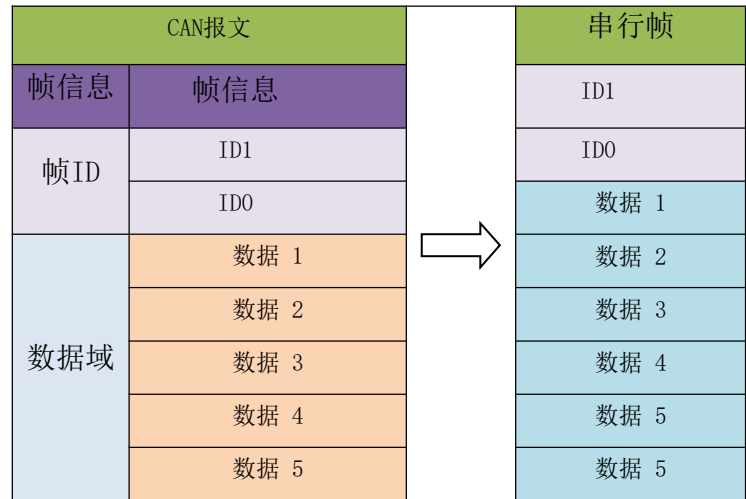 CAN报文 串行帧
帧信息 帧信息 ID1
帧ID ID1 ID0
ID0 数据 1
数据域 数据 1 数据 2
数据 2 数据 3
数据 3 数据 4
数据 4 数据 5
数据 5 数据 5